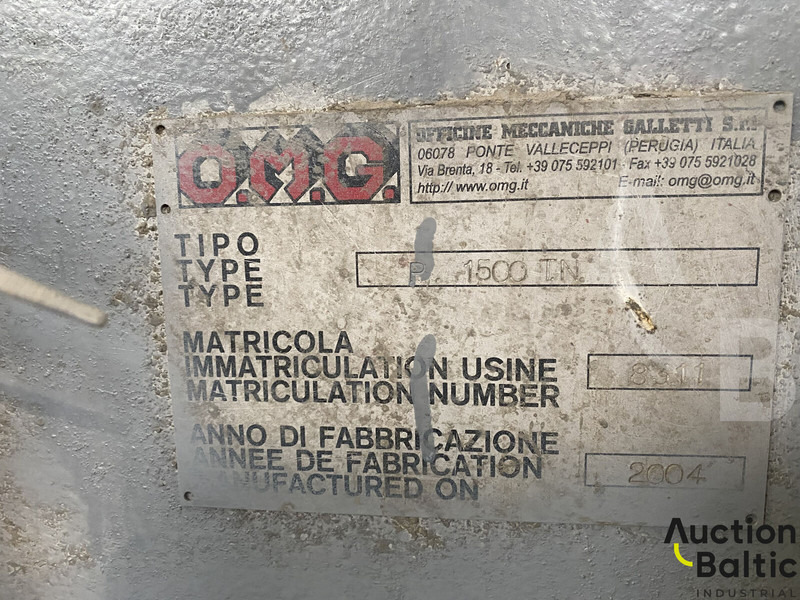 O.M.G.
OFFICINE MECCANICHE GALLETTI S.r.l
06078 PONTE VALLECEPPI (PERUGIA) ITALIA
Via Brenta, 18 - Tel. +39 075 592101 - Fax +39 075 5921028
http:// www.omg.it E-mail: omg@omg.it
TIPO
TYPE P. 1500 TN
TYPE
MATRICOLA
IMMATRICULATION USINE
MATRICULATION NUMBER
ANNO DI FABBRICAZIONE
ANNÉE DE FABRICATION 2004
MANUFACTURED ON
Auction
Baltic
INDUSTRIAL